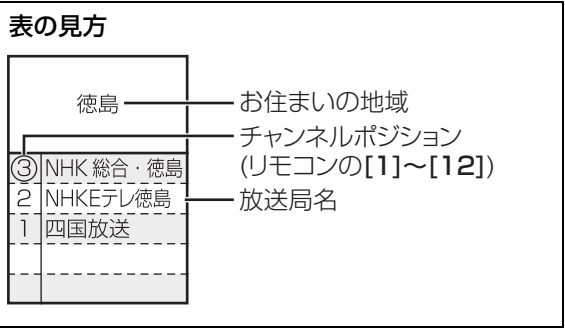 表の見方
徳島
お住まいの地域
チャンネルポジション
(リモコンの[1]~[12])
③ NHK 総合・徳島
2 NHKEテレ徳島
放送局名
1 四国放送